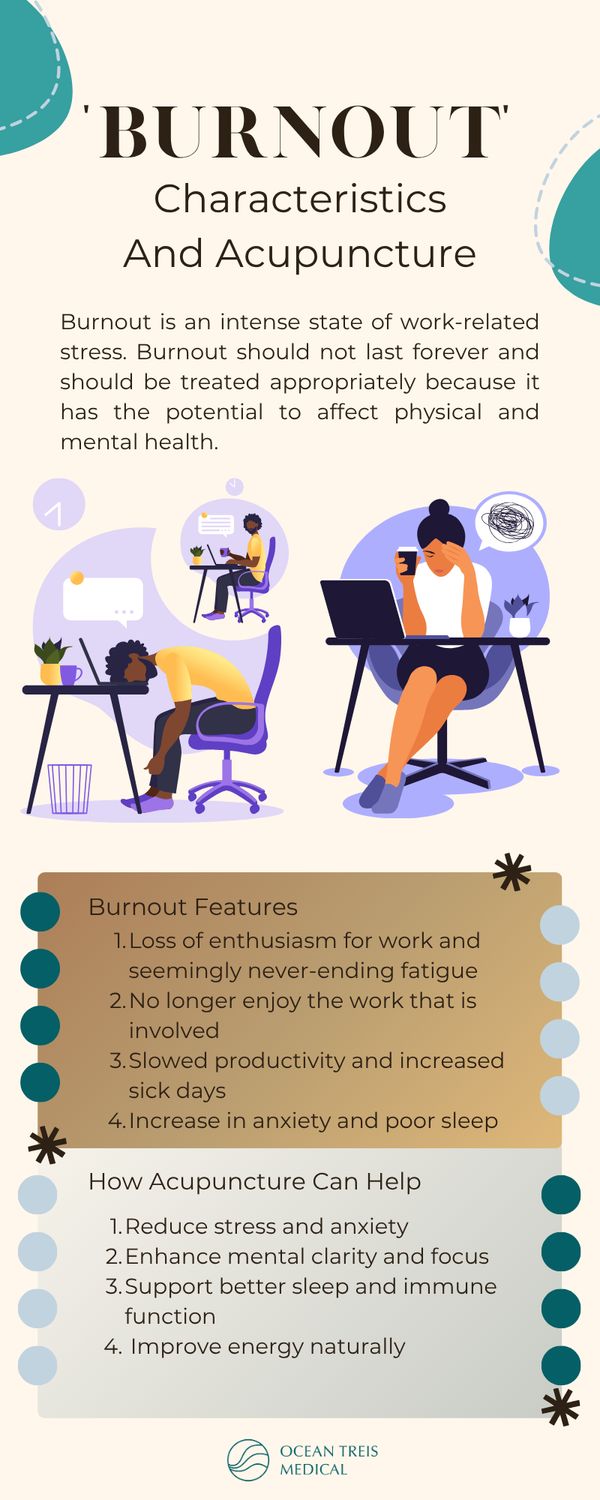 'BURNOUT'
Characteristics
And Acupuncture
Burnout is an intense state of work-related
stress. Burnout should not last forever and
should be treated appropriately because it
has the potential to affect physical and
mental health.
Burnout Features
1. Loss of enthusiasm for work and
seemingly never-ending fatigue
2. No longer enjoy the work that is
involved
3. Slowed productivity and increased
sick days
4. Increase in anxiety and poor sleep
How Acupuncture Can Help
1. Reduce stress and anxiety
2. Enhance mental clarity and focus
3. Support better sleep and immune
function
4. Improve energy naturally
OCEAN TREIS
MEDICAL